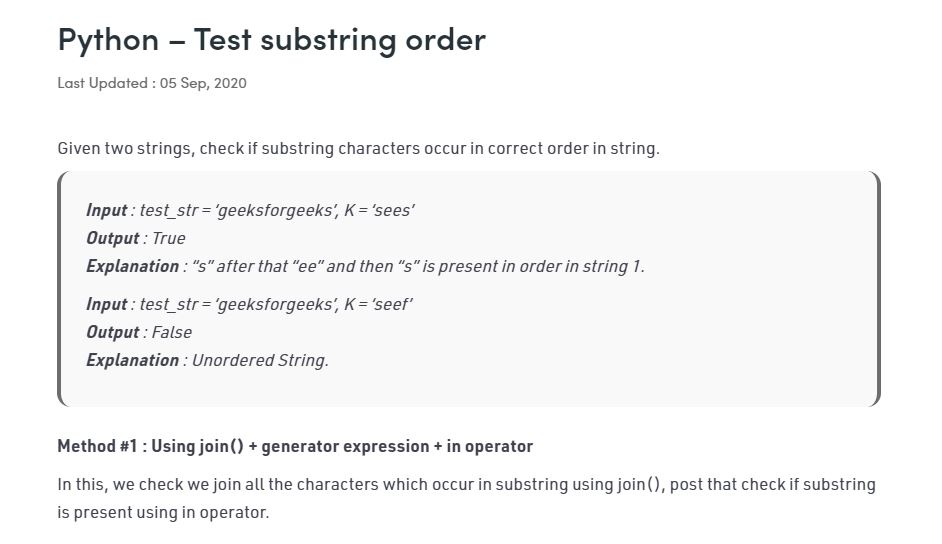 Python – Test substring order
Last Updated : 05 Sep, 2020
Given two strings, check if substring characters occur in correct order in string.
Input : test_str = ‘geeksforgeeks’, K = ‘sees’
Output : True
Explanation : “s” after that “ee” and then “s” is present in order in string 1.
Input : test_str = ‘geeksforgeeks’, K = ‘seef’
Output : False
Explanation : Unordered String.
Method #1 : Using join() + generator expression + in operator
In this, we check we join all the characters which occur in substring using join(), post that check if substring
is present using in operator.